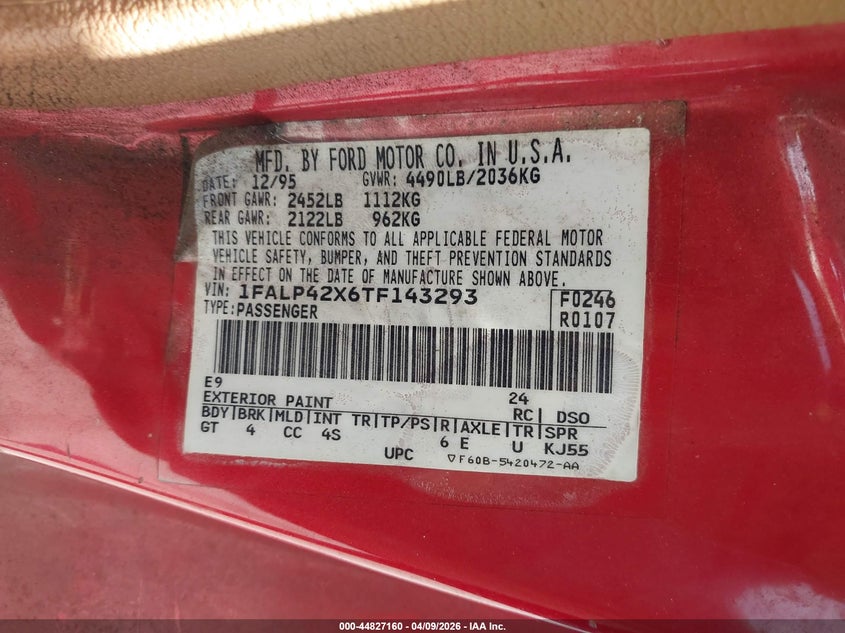 MFD. BY FORD MOTOR CO. IN U.S.A.
DATE: 12/95 GVWR: 4490LB/2036KG
FRONT GAWR: 2452LB 1112KG
REAR GAWR: 2122LB 962KG
THIS VEHICLE CONFORMS TO ALL APPLICABLE FEDERAL MOTOR
VEHICLE SAFETY, BUMPER, AND THEFT PREVENTION STANDARDS
IN EFFECT ON THE DATE OF MANUFACTURE SHOWN ABOVE.
VIN: 1FALP42X6TF143293 F0246
TYPE: PASSENGER R0107
E9
EXTERIOR PAINT 24 RC| DSO
BDY|BRK|MLD|INT TR|TP/PS|R|AXLE|TR|SPR
GT 4 CC 4S 6 E U KJ55
UPC ▽F60B-5420472-AA
000-44827160 | 04/09/2026 - IAA Inc.